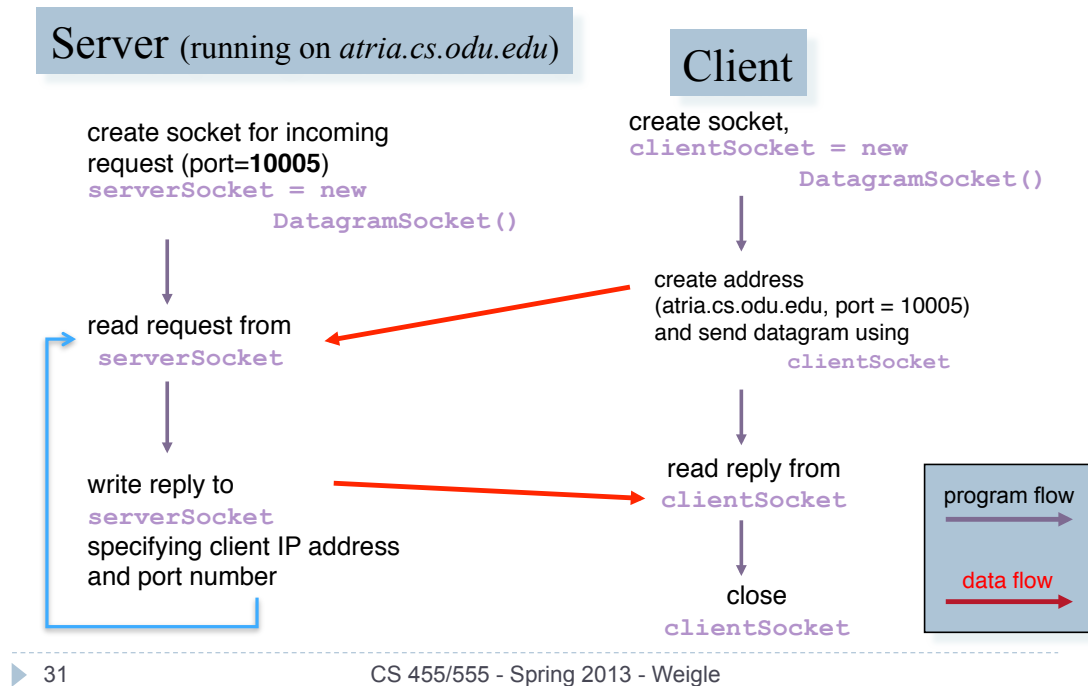 Server (running on atria.cs.odu.edu)
create socket for incoming
request (port=10005)
serverSocket = new
DatagramSocket()
read request from
serverSocket
write reply to
serverSocket
specifying client IP address
and port number
Client
create socket,
clientSocket = new
DatagramSocket()
create address
(atria.cs.odu.edu, port = 10005)
and send datagram using
clientSocket
read reply from
clientSocket
close
clientSocket
program flow
data flow
31
CS 455/555 - Spring 2013 - Weigle